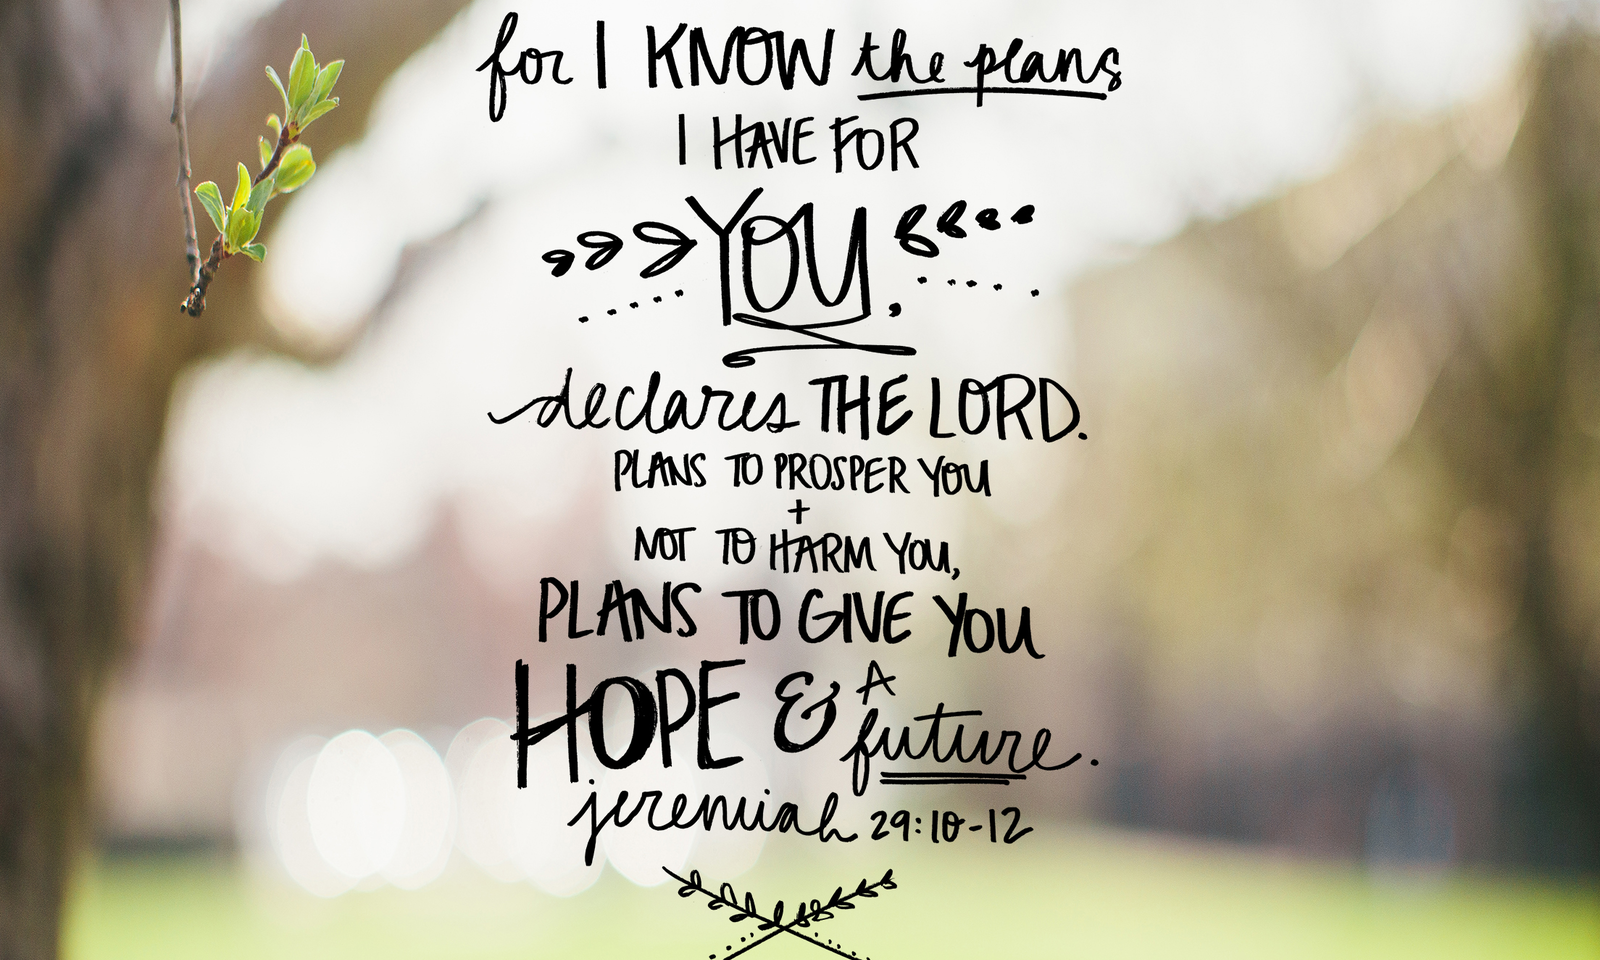 for I KNOW the plans
I HAVE FOR
YOU,
declares THE LORD.
PLANS TO PROSPER YOU
+
NOT TO HARM YOU,
PLANS TO GIVE YOU
HOPE & A
future.
jeremiah 29:10-12